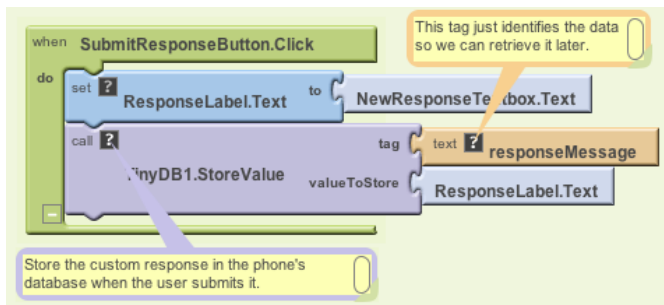 This tag just identifies the data
so we can retrieve it later.
when SubmitResponseButton.Click
do
set ? ResponseLabel.Text to NewResponseTextbox.Text
call ? TinyDB1.StoreValue tag text ? responseMessage
valueToStore ResponseLabel.Text
Store the custom response in the phone's
database when the user submits it.